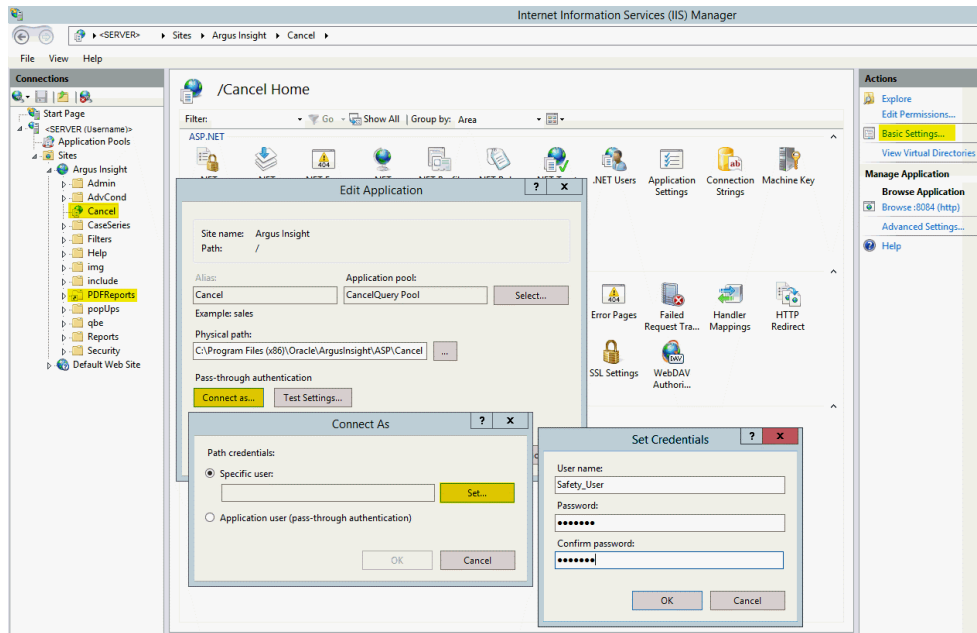 Internet Information Services (IIS) Manager
<SERVER> Sites Argus Insight Cancel
File View Help
Connections
Start Page
<SERVER (Username)>
Application Pools
Sites
Argus Insight
Admin
AdvCond
Cancel
CaseSeries
Filters
Help
img
include
PDFReports
popUps
qbe
Reports
Security
Default Web Site
/Cancel Home
Filter: Go Show All Group by: Area
ASP.NET
.NET Users
Application Settings
Connection Strings
Machine Key
Error Pages
Failed Request Tra...
Handler Mappings
HTTP Redirect
SSL Settings
WebDAV Authori...
Edit Application
? x
Site name: Argus Insight
Path: /
Alias: Application pool:
Cancel CancelQuery Pool Select...
Example: sales
Physical path:
C:\Program Files (x86)\Oracle\ArgusInsight\ASP\Cancel ...
Pass-through authentication
Connect as... Test Settings...
Connect As
? x
Path credentials:
Specific user:
Set...
Application user (pass-through authentication)
OK Cancel
Set Credentials
? x
User name:
Safety_User
Password:
•••••••
Confirm password:
•••••••
OK Cancel
Actions
Explore
Edit Permissions...
Basic Settings...
View Virtual Directories
Manage Application
Browse Application
Browse :8084 (http)
Advanced Settings...
Help